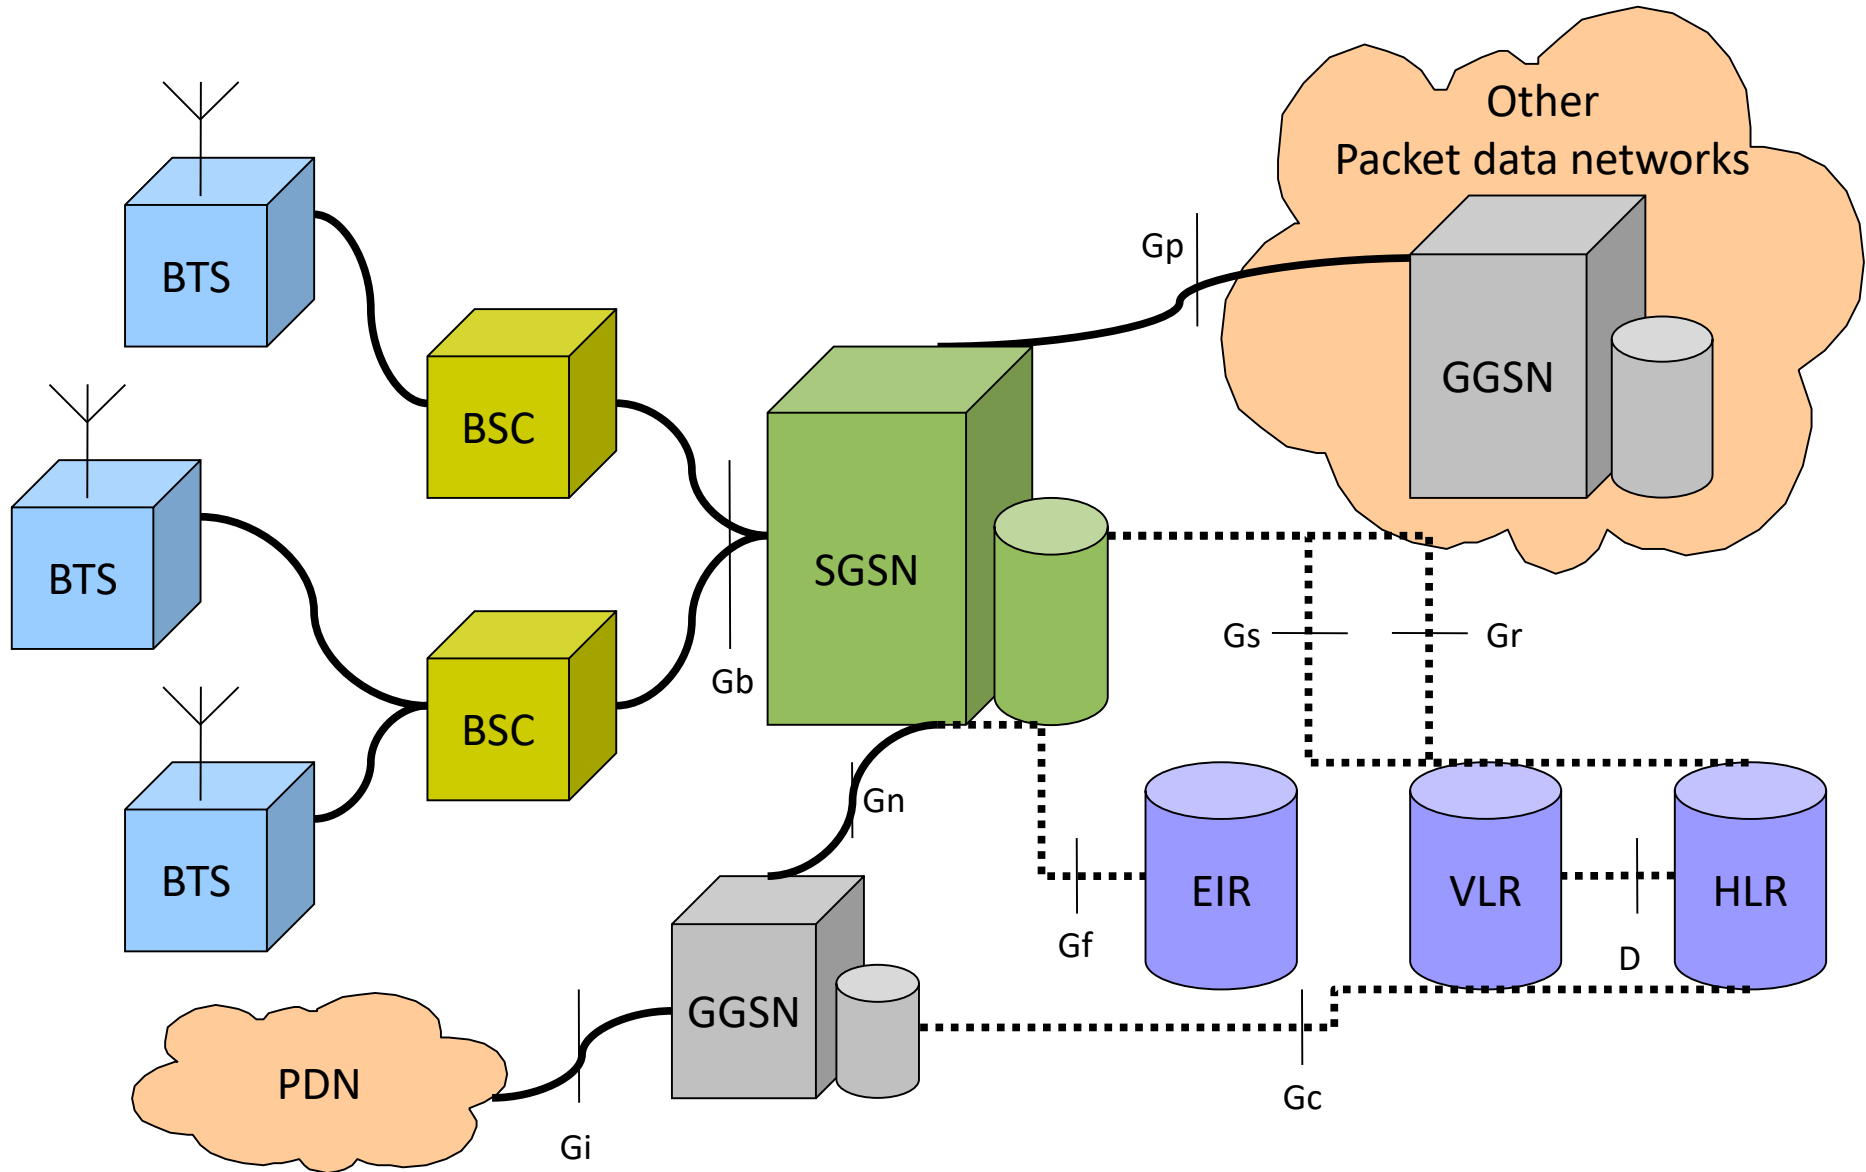 Other
Packet data networks
Gp
BTS
GGSN
BSC
SGSN
BTS
Gs
Gr
Gb
BSC
Gn
BTS
EIR
VLR
HLR
Gf
D
GGSN
PDN
Gc
Gi